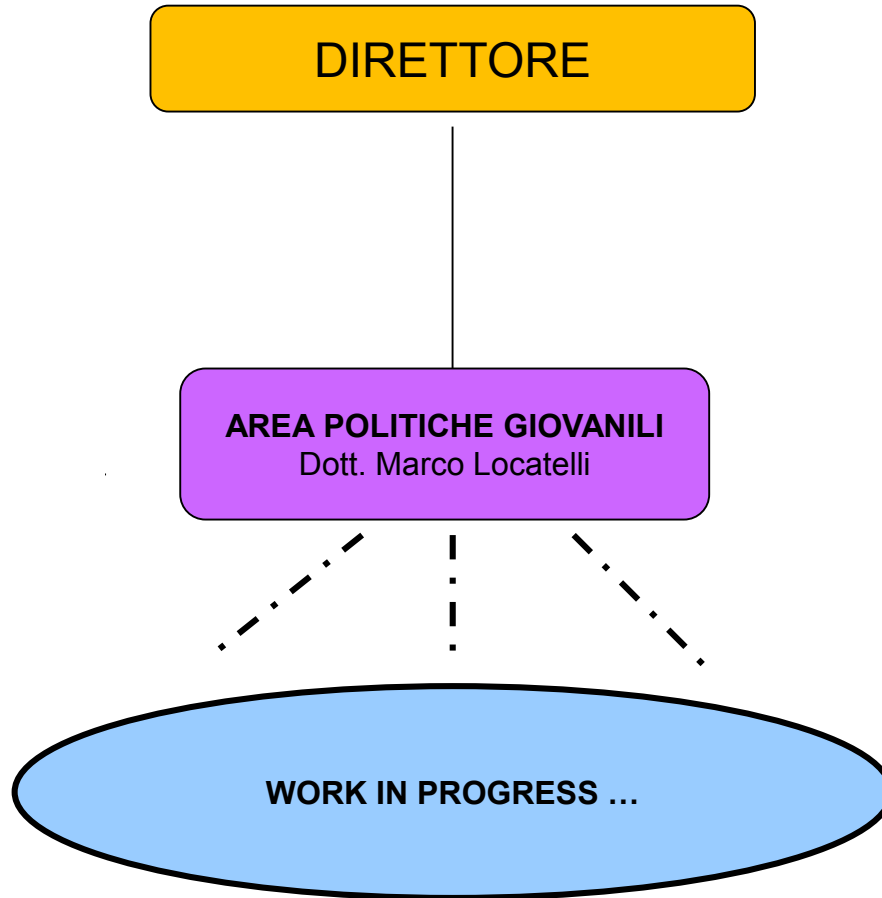 DIRETTORE
AREA POLITICHE GIOVANILI
Dott. Marco Locatelli
WORK IN PROGRESS …